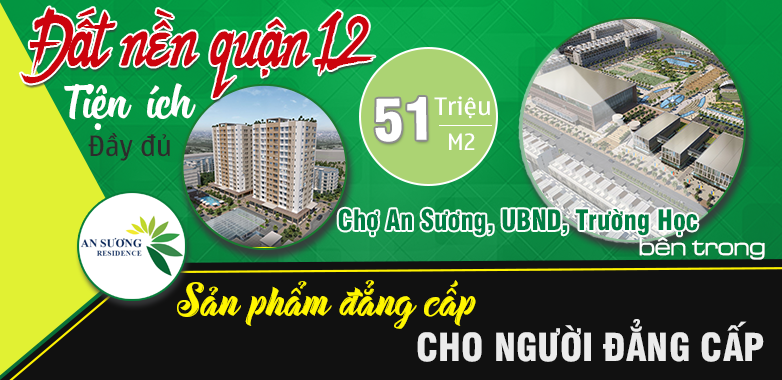 Đất nền quận 12
Tiện ích
Đầy đủ
51 Triệu
M2
Chợ An Sương, UBND, Trường Học
bên trong
AN SƯƠNG
RESIDENCE
Sản phẩm đẳng cấp
CHO NGƯỜI ĐẲNG CẤP